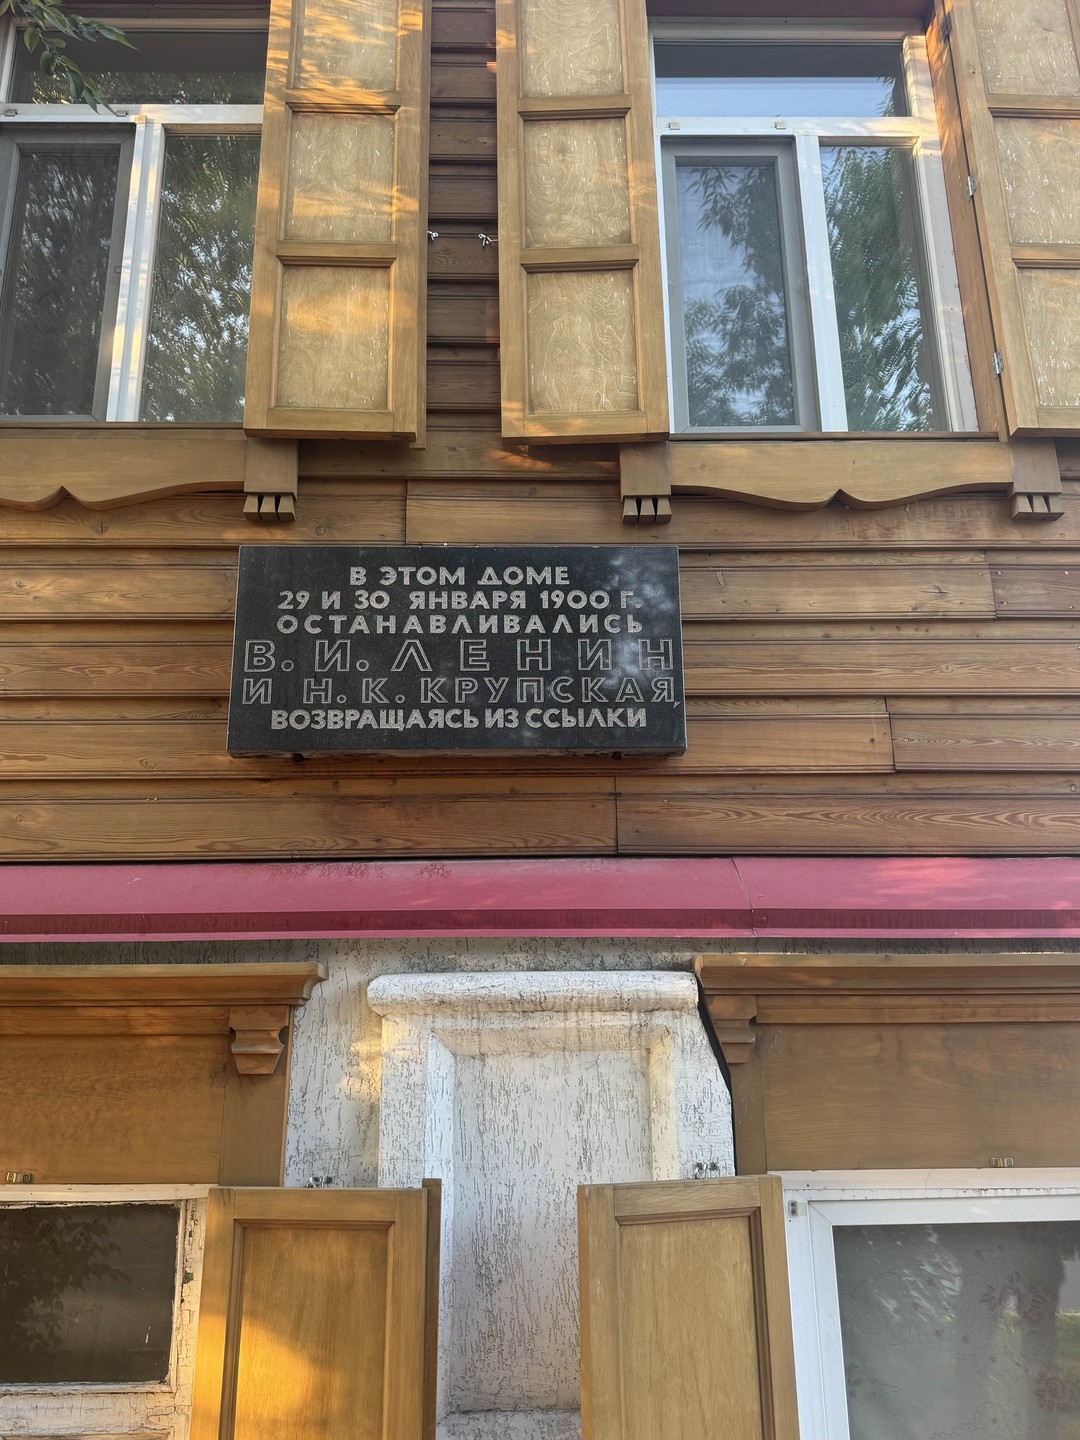 В ЭТОМ ДОМЕ
29 И 30 ЯНВАРЯ 1900 Г.
ОСТАНАВЛИВАЛИСЬ
В. И. ЛЕНИН
И Н. К. КРУПСКАЯ,
ВОЗВРАЩАЯСЬ ИЗ ССЫЛКИ